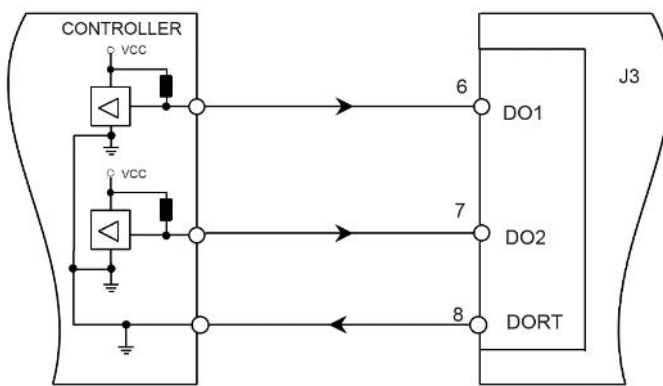 CONTROLLER
VCC
J3
6
DO1
VCC
7
DO2
8
DORT